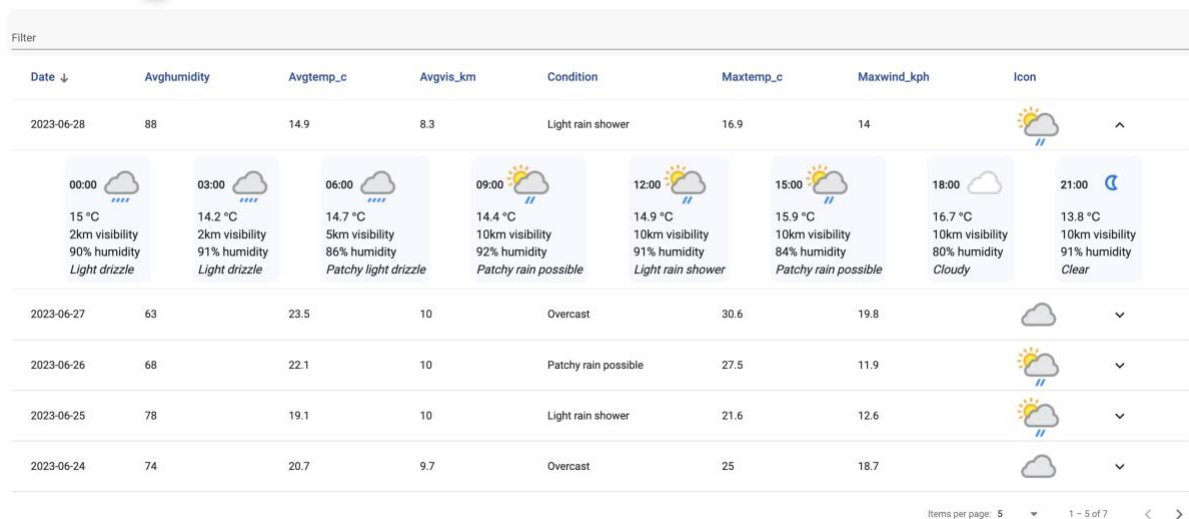 Filter
Date ↓ Avghumidity Avgtemp_c Avgvis_km Condition Maxtemp_c Maxwind_kph Icon
2023-06-28 88 14.9 8.3 Light rain shower 16.9 14
00:00 03:00 06:00 09:00 12:00 15:00 18:00 21:00
15 °C 14.2 °C 14.7 °C 14.4 °C 14.9 °C 15.9 °C 16.7 °C 13.8 °C
2km visibility 2km visibility 5km visibility 10km visibility 10km visibility 10km visibility 10km visibility 10km visibility
90% humidity 91% humidity 86% humidity 92% humidity 91% humidity 84% humidity 80% humidity 91% humidity
Light drizzle Light drizzle Patchy light drizzle Patchy rain possible Light rain shower Patchy rain possible Cloudy Clear
2023-06-27 63 23.5 10 Overcast 30.6 19.8
2023-06-26 68 22.1 10 Patchy rain possible 27.5 11.9
2023-06-25 78 19.1 10 Light rain shower 21.6 12.6
2023-06-24 74 20.7 9.7 Overcast 25 18.7
Items per page: 5 1 – 5 of 7